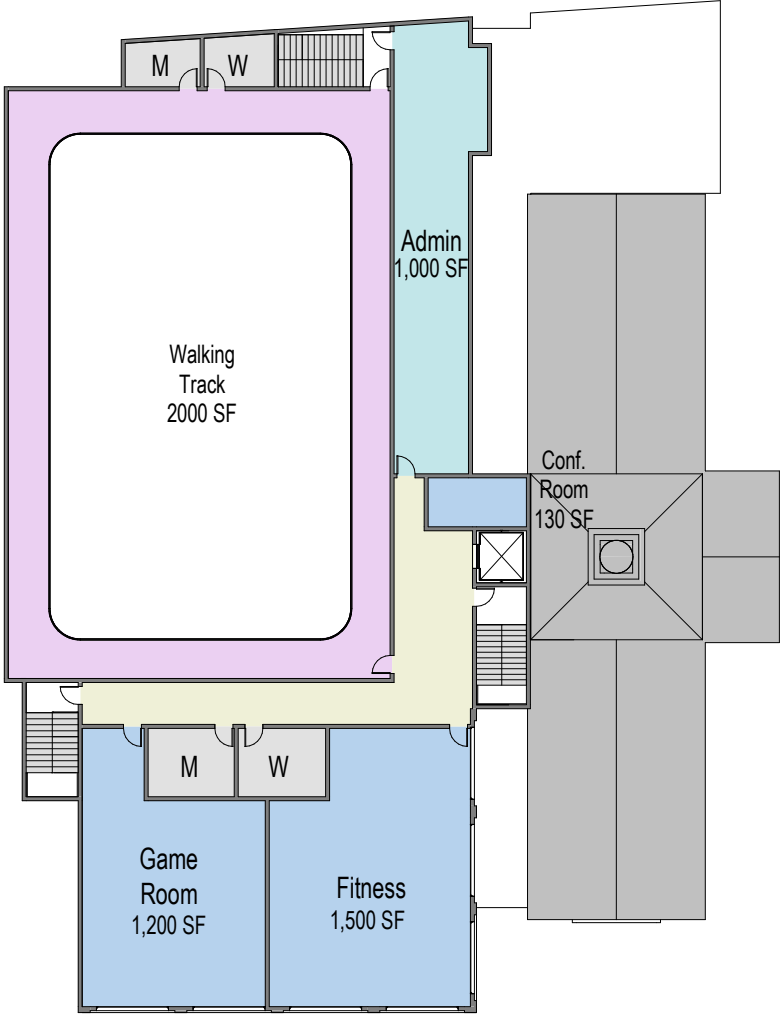 M
W
Admin
1,000 SF
Walking
Track
2000 SF
Conf.
Room
130 SF
M
W
Game
Room
1,200 SF
Fitness
1,500 SF